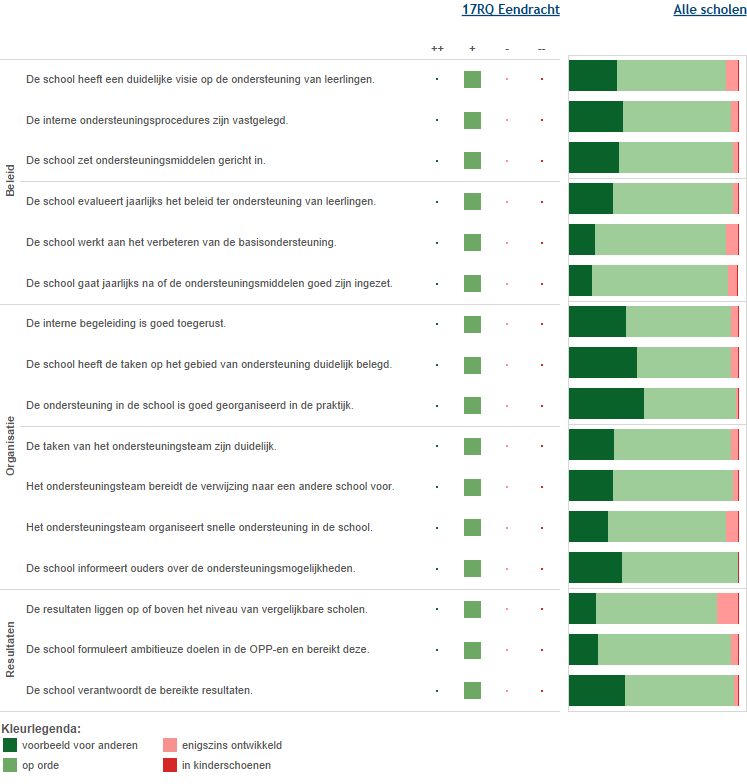 17RQ Eendracht Alle scholen
++ + - --
Beleid
De school heeft een duidelijke visie op de ondersteuning van leerlingen.
De interne ondersteuningsprocedures zijn vastgelegd.
De school zet ondersteuningsmiddelen gericht in.
De school evalueert jaarlijks het beleid ter ondersteuning van leerlingen.
De school werkt aan het verbeteren van de basisondersteuning.
De school gaat jaarlijks na of de ondersteuningsmiddelen goed zijn ingezet.
Organisatie
De interne begeleiding is goed toegerust.
De school heeft de taken op het gebied van ondersteuning duidelijk belegd.
De ondersteuning in de school is goed georganiseerd in de praktijk.
De taken van het ondersteuningsteam zijn duidelijk.
Het ondersteuningsteam bereidt de verwijzing naar een andere school voor.
Het ondersteuningsteam organiseert snelle ondersteuning in de school.
De school informeert ouders over de ondersteuningsmogelijkheden.
Resultaten
De resultaten liggen op of boven het niveau van vergelijkbare scholen.
De school formuleert ambitieuze doelen in de OPP-en en bereikt deze.
De school verantwoordt de bereikte resultaten.
Kleurlegenda:
voorbeeld voor anderen enigszins ontwikkeld
op orde in kinderschoenen